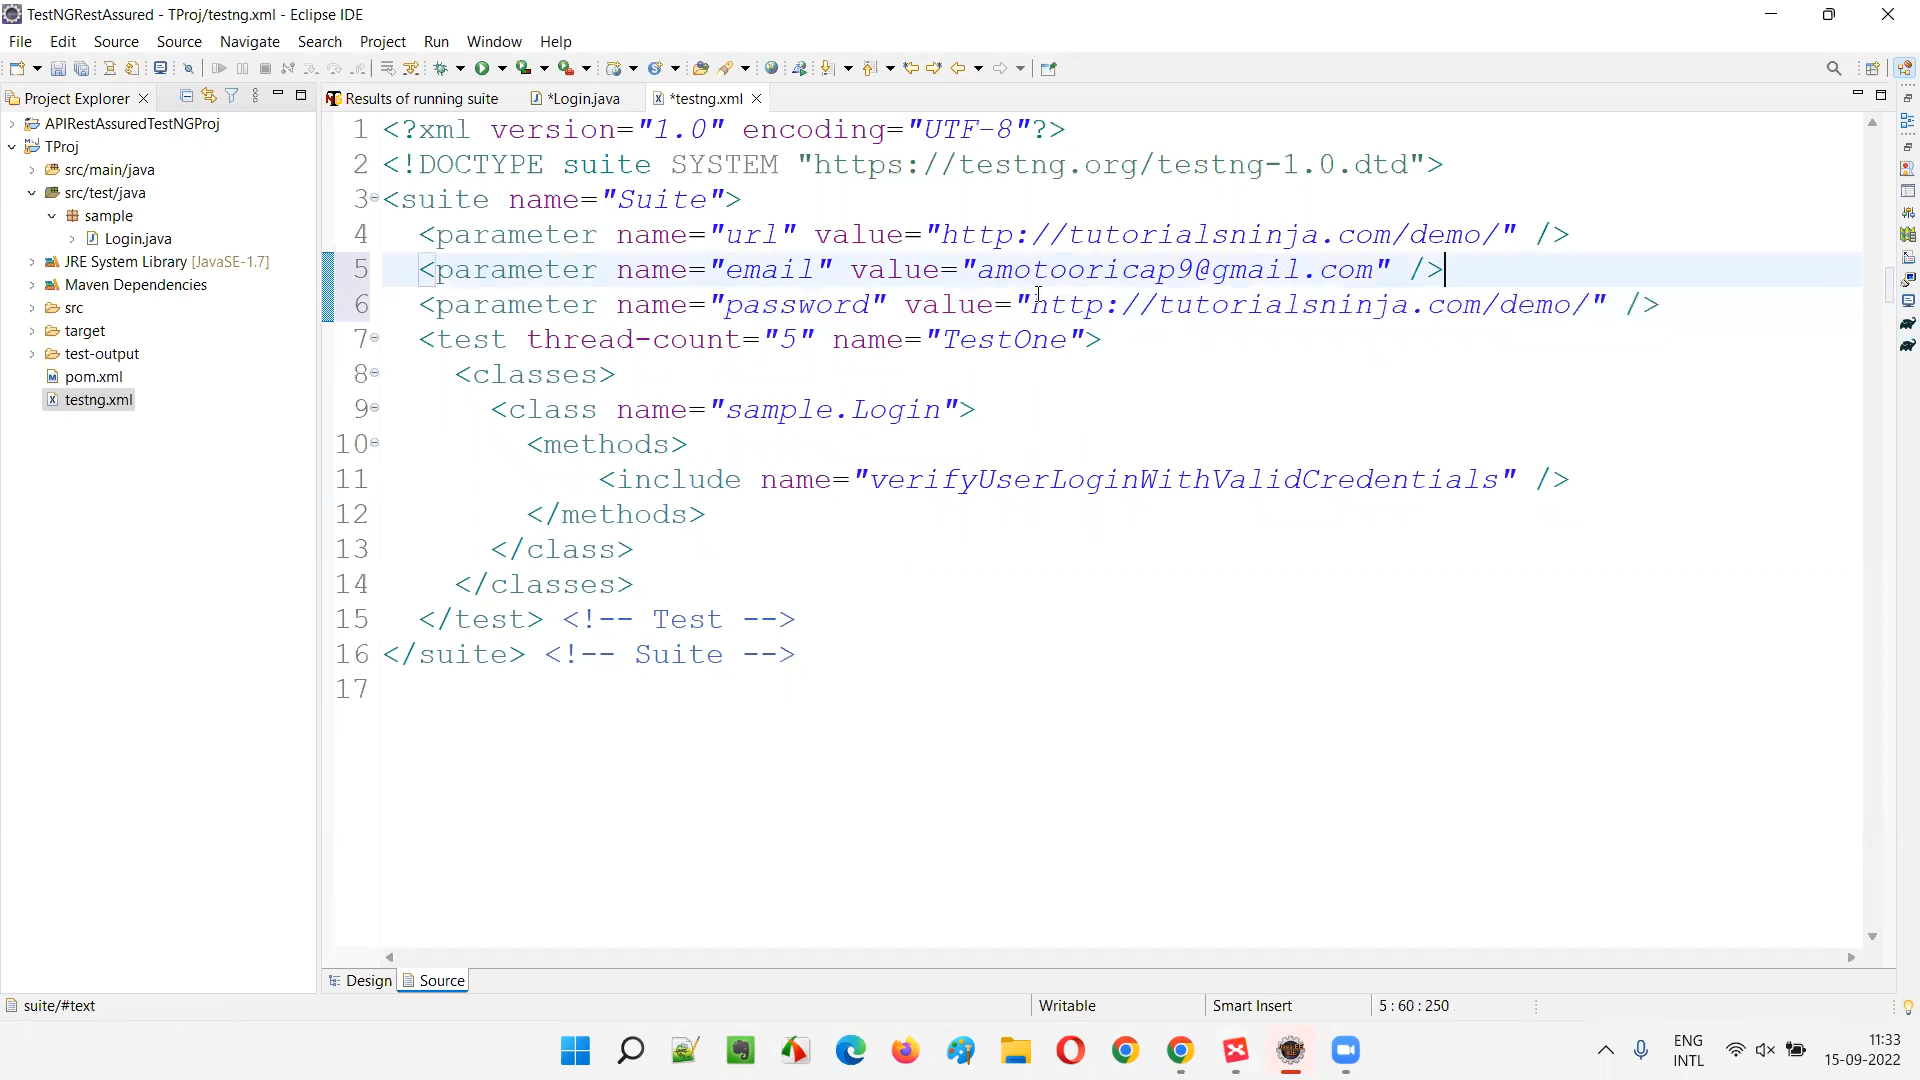 TestNGRestAssured - TProj/testng.xml - Eclipse IDE
File Edit Source Source Navigate Search Project Run Window Help
Project Explorer
Results of running suite *Login.java *testng.xml
APIRestAssuredTestNGProj
TProj
src/main/java
src/test/java
sample
Login.java
JRE System Library [JavaSE-1.7]
Maven Dependencies
src
target
test-output
pom.xml
testng.xml
1 <?xml version="1.0" encoding="UTF-8"?>
2 <!DOCTYPE suite SYSTEM "https://testng.org/testng-1.0.dtd">
3 <suite name="Suite">
4 <parameter name="url" value="http://tutorialsninja.com/demo/" />
5 <parameter name="email" value="amotooricap9@gmail.com" />
6 <parameter name="password" value="http://tutorialsninja.com/demo/" />
7 <test thread-count="5" name="TestOne">
8 <classes>
9 <class name="sample.Login">
10 <methods>
11 <include name="verifyUserLoginWithValidCredentials" />
12 </methods>
13 </class>
14 </classes>
15 </test> <!-- Test -->
16 </suite> <!-- Suite -->
17
Design Source
suite/#text Writable Smart Insert 5 : 60 : 250
ENG
INTL
11:33
15-09-2022